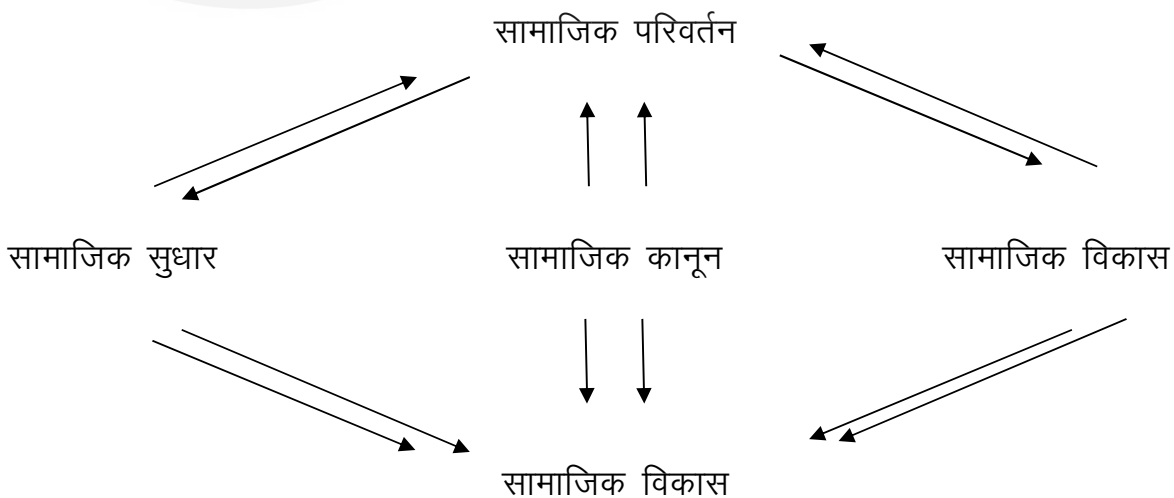 सामाजिक परिवर्तन
सामाजिक सुधार सामाजिक कानून सामाजिक विकास
सामाजिक विकास